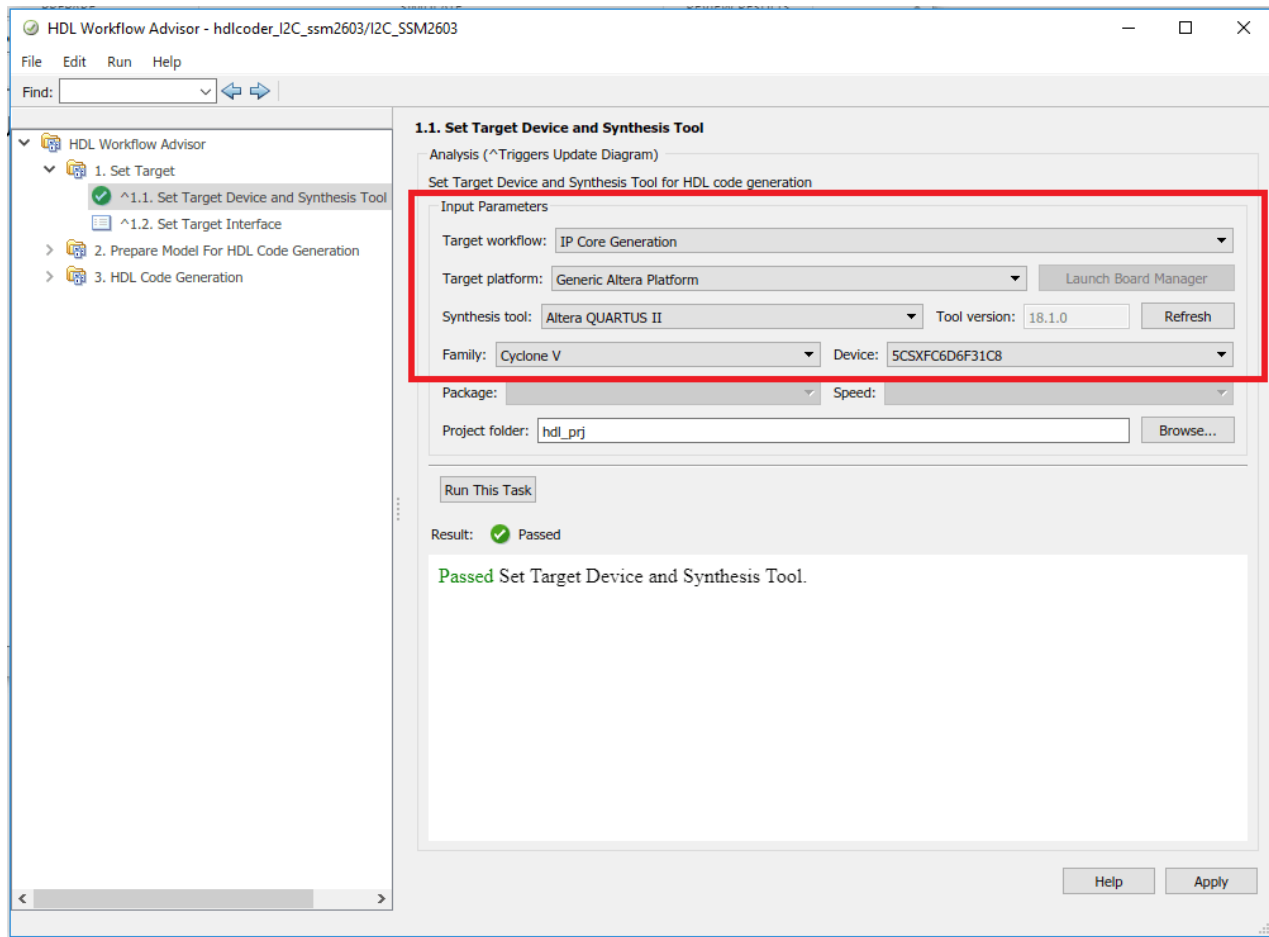 HDL Workflow Advisor - hdlcoder_I2C_ssm2603/I2C_SSM2603
File Edit Run Help
Find:
HDL Workflow Advisor
1. Set Target
^1.1. Set Target Device and Synthesis Tool
^1.2. Set Target Interface
2. Prepare Model For HDL Code Generation
3. HDL Code Generation
1.1. Set Target Device and Synthesis Tool
Analysis (^Triggers Update Diagram)
Set Target Device and Synthesis Tool for HDL code generation
Input Parameters
Target workflow: IP Core Generation
Target platform: Generic Altera Platform Launch Board Manager
Synthesis tool: Altera QUARTUS II Tool version: 18.1.0 Refresh
Family: Cyclone V Device: 5CSXFC6D6F31C8
Package: Speed:
Project folder: hdl_prj Browse...
Run This Task
Result: Passed
Passed Set Target Device and Synthesis Tool.
Help Apply